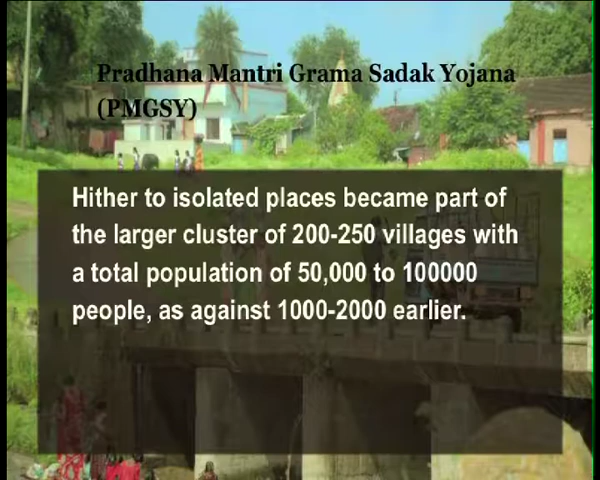 Pradhana Mantri Grama Sadak Yojana
(PMGSY)
Hither to isolated places became part of
the larger cluster of 200-250 villages with
a total population of 50,000 to 100000
people, as against 1000-2000 earlier.